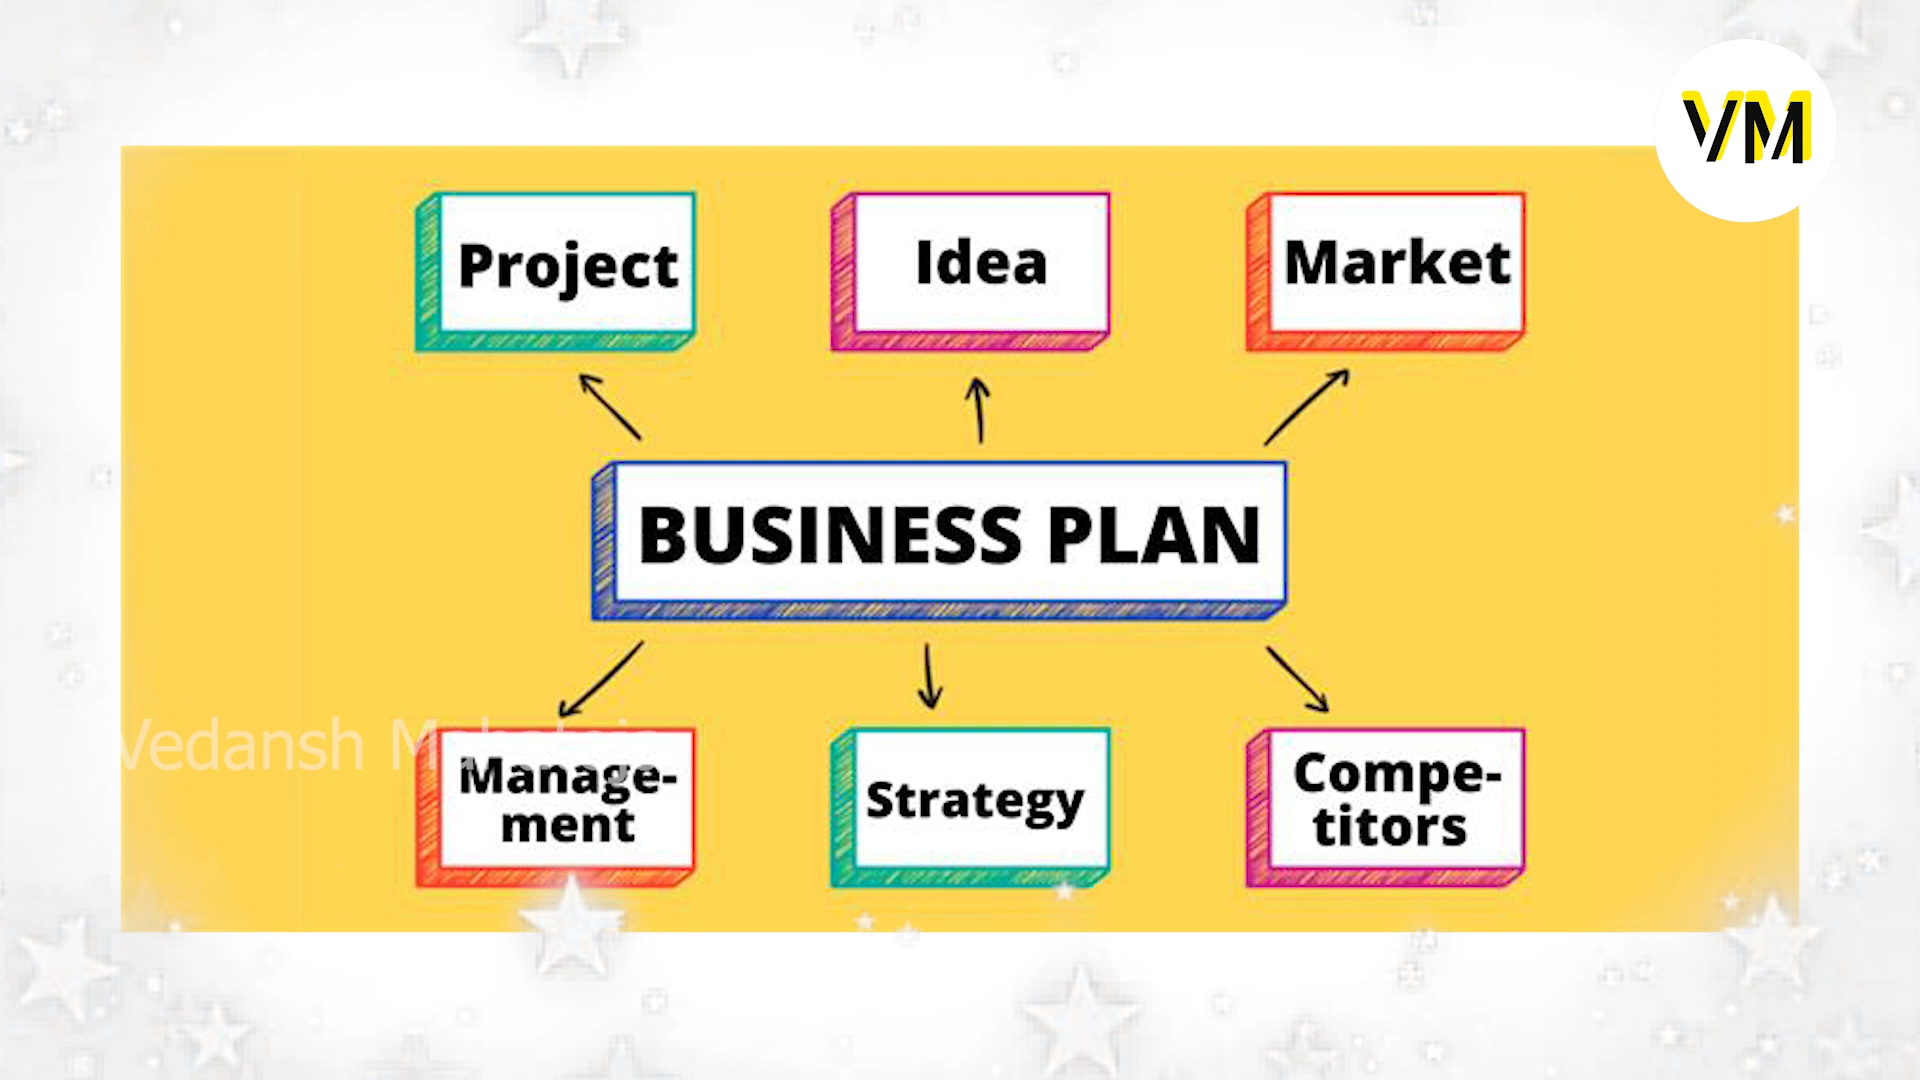 VM
Project
Idea
Market
BUSINESS PLAN
Vedansh
Manage-
ment
Strategy
Compe-
titors